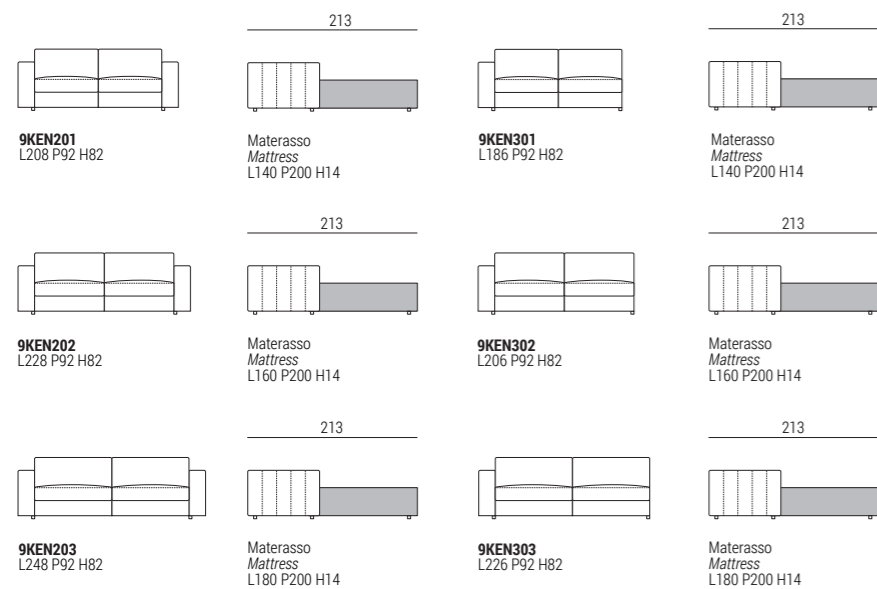 213
213
9KEN201
L208 P92 H82
Materasso
Mattress
L140 P200 H14
9KEN301
L186 P92 H82
Materasso
Mattress
L140 P200 H14
213
213
9KEN202
L228 P92 H82
Materasso
Mattress
L160 P200 H14
9KEN302
L206 P92 H82
Materasso
Mattress
L160 P200 H14
213
213
9KEN203
L248 P92 H82
Materasso
Mattress
L180 P200 H14
9KEN303
L226 P92 H82
Materasso
Mattress
L180 P200 H14